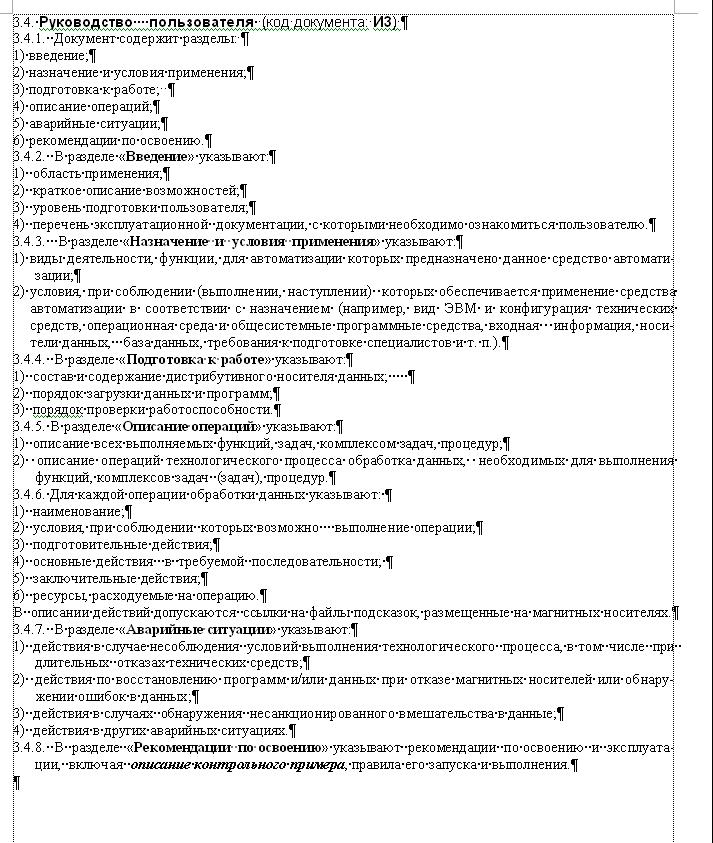 3.4. Руководство пользователя (код документа: ИЗ)
3.4.1. Документ содержит разделы:
1) введение;
2) назначение и условия применения;
3) подготовка к работе;
4) описание операций;
5) аварийные ситуации;
6) рекомендации по освоению.
3.4.2. В разделе «Введение» указывают:
1) область применения;
2) краткое описание возможностей;
3) уровень подготовки пользователя;
4) перечень эксплуатационной документации, с которыми необходимо ознакомиться пользователю.
3.4.3. В разделе «Назначение и условия применения» указывают:
1) виды деятельности, функции, для автоматизации которых предназначено данное средство автомати-
зации;
2) условия, при соблюдении (выполнении, наступлении) которых обеспечивается применение средства
автоматизации в соответствии с назначением (например, вид ЭВМ и конфигурация технических
средств, операционная среда и общесистемные программные средства, входная информация, носи-
тели данных, база данных, требования к подготовке специалистов и т. п.).
3.4.4. В разделе «Подготовка к работе» указывают:
1) состав и содержание дистрибутивного носителя данных;
2) порядок загрузки данных и программ;
3) порядок проверки работоспособности.
3.4.5. В разделе «Описание операций» указывают:
1) описание всех выполняемых функций, задач, комплексом задач, процедур;
2) описание операций технологического процесса обработка данных, необходимых для выполнения
функций, комплексов задач (задач), процедур.
3.4.6. Для каждой операции обработки данных указывают:
1) наименование;
2) условия, при соблюдении которых возможно выполнение операции;
3) подготовительные действия;
4) основные действия в требуемой последовательности;
5) заключительные действия;
6) ресурсы, расходуемые на операцию.
В описании действий допускаются ссылки на файлы подсказок, размещенные на магнитных носителях.
3.4.7. В разделе «Аварийные ситуации» указывают:
1) действия в случае несоблюдения условий выполнения технологического процесса, в том числе при
длительных отказах технических средств;
2) действия по восстановлению программ и/или данных при отказе магнитных носителей или обнару-
жении ошибок в данных;
3) действия в случаях обнаружения несанкционированного вмешательства в данные;
4) действия в других аварийных ситуациях.
3.4.8. В разделе «Рекомендации по освоению» указывают рекомендации по освоению и эксплуата-
ции, включая описание контрольного примера, правила его запуска и выполнения.